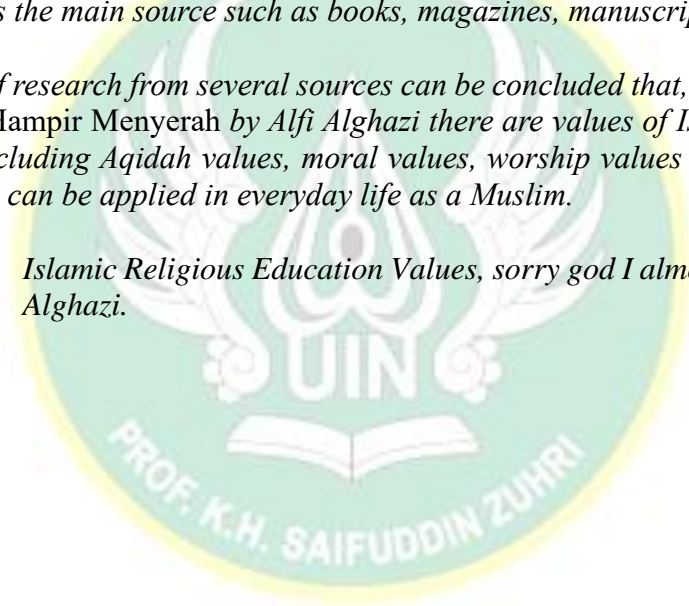 s the main source such as books, magazines, manuscrip
f research from several sources can be concluded that,
Hampir Menyerah by Alfi Alghazi there are values of Is
cluding Aqidah values, moral values, worship values
can be applied in everyday life as a Muslim.
Islamic Religious Education Values, sorry god I alm
Alghazi.
UIN
PROF. K.H. SAIFUDDIN ZUHRI